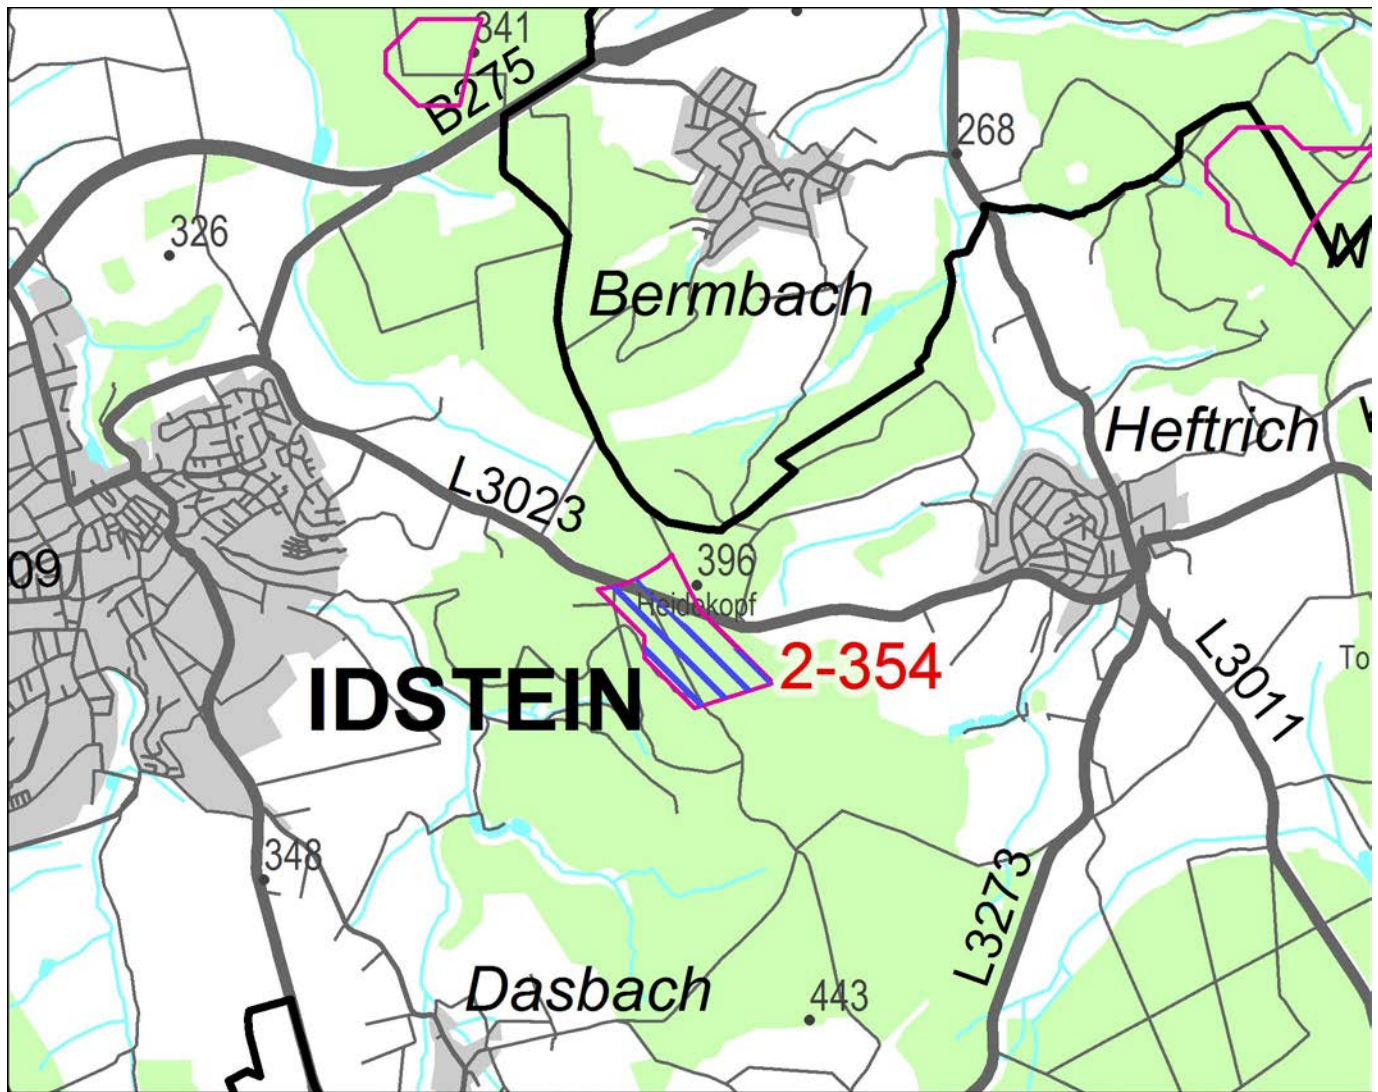 341
B275
268
326
Bermbach
Heftrich
L3023
09
396
Heidekopf
2-354
IDSTEIN
L3011
To
348
L3273
Dasbach
443